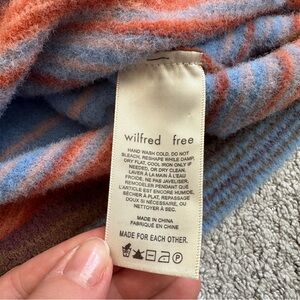 wilfred free
HAND WASH COLD, DO NOT
BLEACH, RESHAPE WHILE DAMP,
DRY FLAT, COOL IRON ONLY IF
NEEDED, OR DRY CLEAN.
LAVER À LA MAIN À L'EAU
FROIDE. NE PAS JAVELISER,
REMODELER PENDANT QUE
L'ARTICLE EST ENCORE HUMIDE,
SÉCHER À PLAT, REPASSAGE
DOUX SI NÉCESSAIRE, OU
NETTOYER À SEC.
MADE IN CHINA
FABRIQUÉ EN CHINE
MADE FOR EACH OTHER.
P